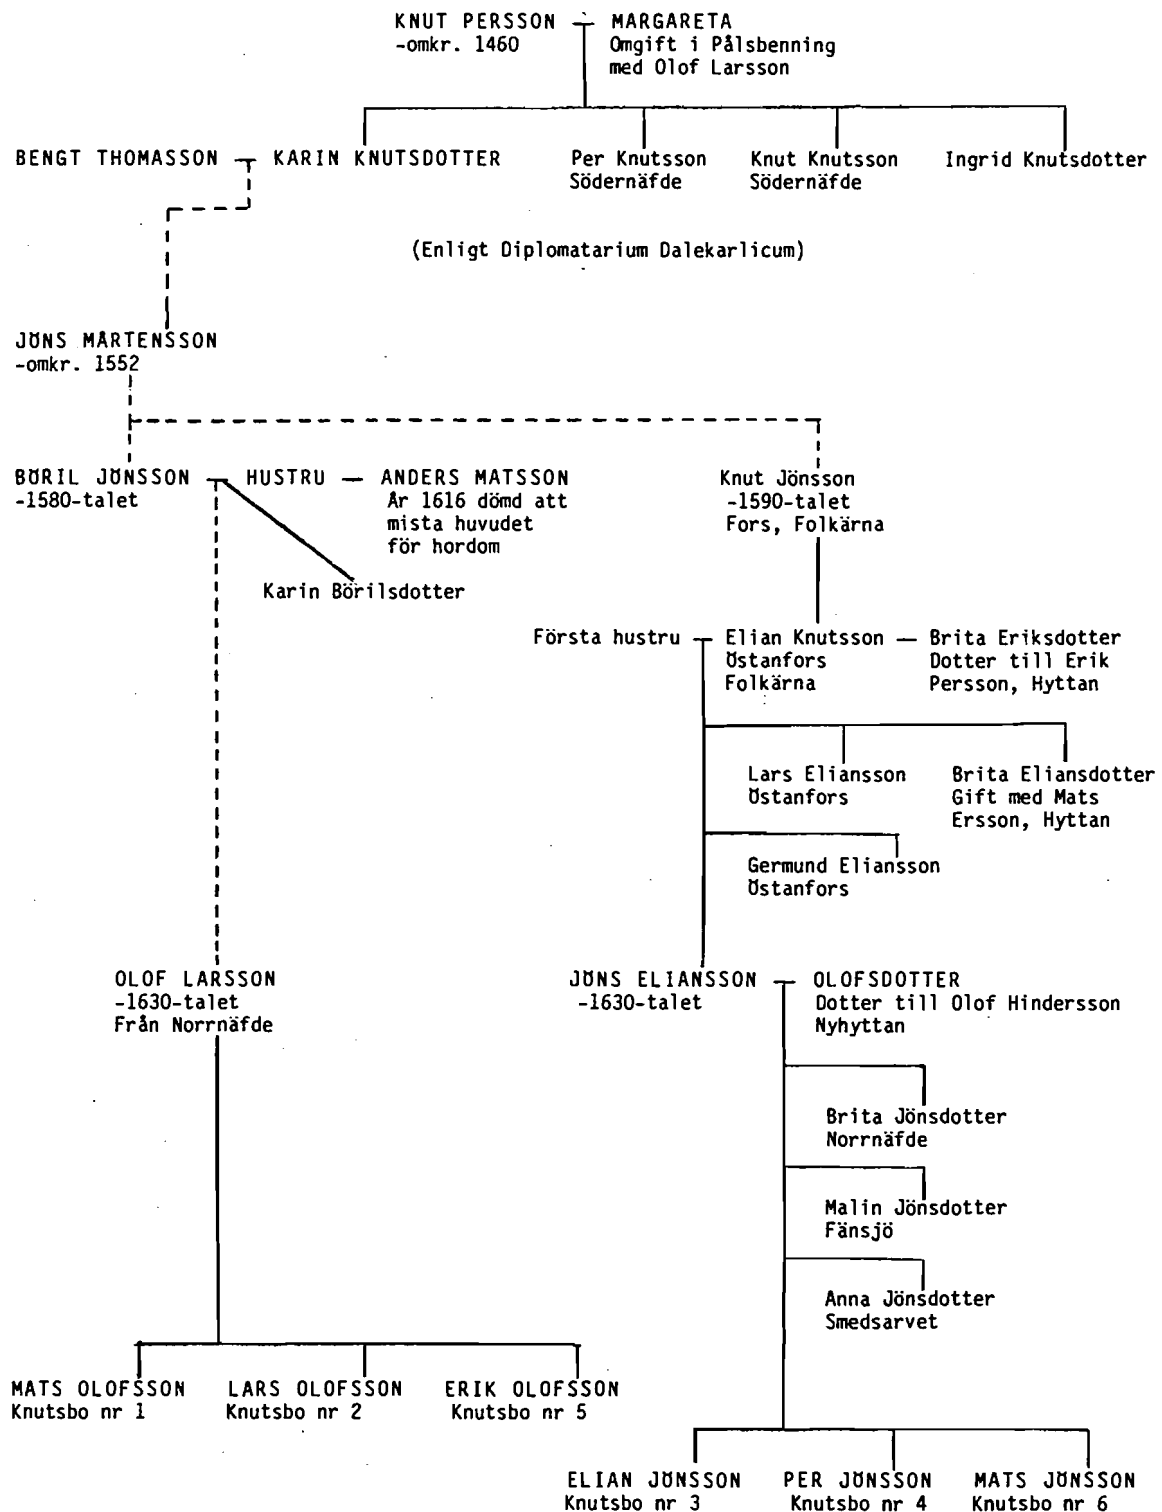 KNUT PERSSON — MARGARETA
-omkr. 1460 Omgift i Pålsbenning
med Olof Larsson
BENGT THOMASSON — KARIN KNUTSDOTTER Per Knutsson Knut Knutsson Ingrid Knutsdotter
Södernäfde Södernäfde
(Enligt Diplomatarium Dalekarlicum)
JÖNS MÅRTENSSON
-omkr. 1552
BÖRIL JÖNSSON — HUSTRU — ANDERS MATSSON Knut Jönsson
-1580-talet År 1616 dömd att -1590-talet
mista huvudet Fors, Folkärna
för hordom
Karin Börilsdotter
Första hustru — Elian Knutsson — Brita Eriksdotter
Östanfors Dotter till Erik
Folkärna Persson, Hyttan
Lars Eliansson Brita Eliansdotter
Östanfors Gift med Mats
Ersson, Hyttan
Germund Eliansson
Östanfors
OLOF LARSSON JÖNS ELIANSSON — OLOFSDOTTER
-1630-talet -1630-talet Dotter till Olof Hindersson
Från Norrnäfde Nyhyttan
Brita Jönsdotter
Norrnäfde
Malin Jönsdotter
Fänsjö
Anna Jönsdotter
Smedsarvet
MATS OLOFSSON LARS OLOFSSON ERIK OLOFSSON
Knutsbo nr 1 Knutsbo nr 2 Knutsbo nr 5
ELIAN JÖNSSON PER JÖNSSON MATS JÖNSSON
Knutsbo nr 3 Knutsbo nr 4 Knutsbo nr 6